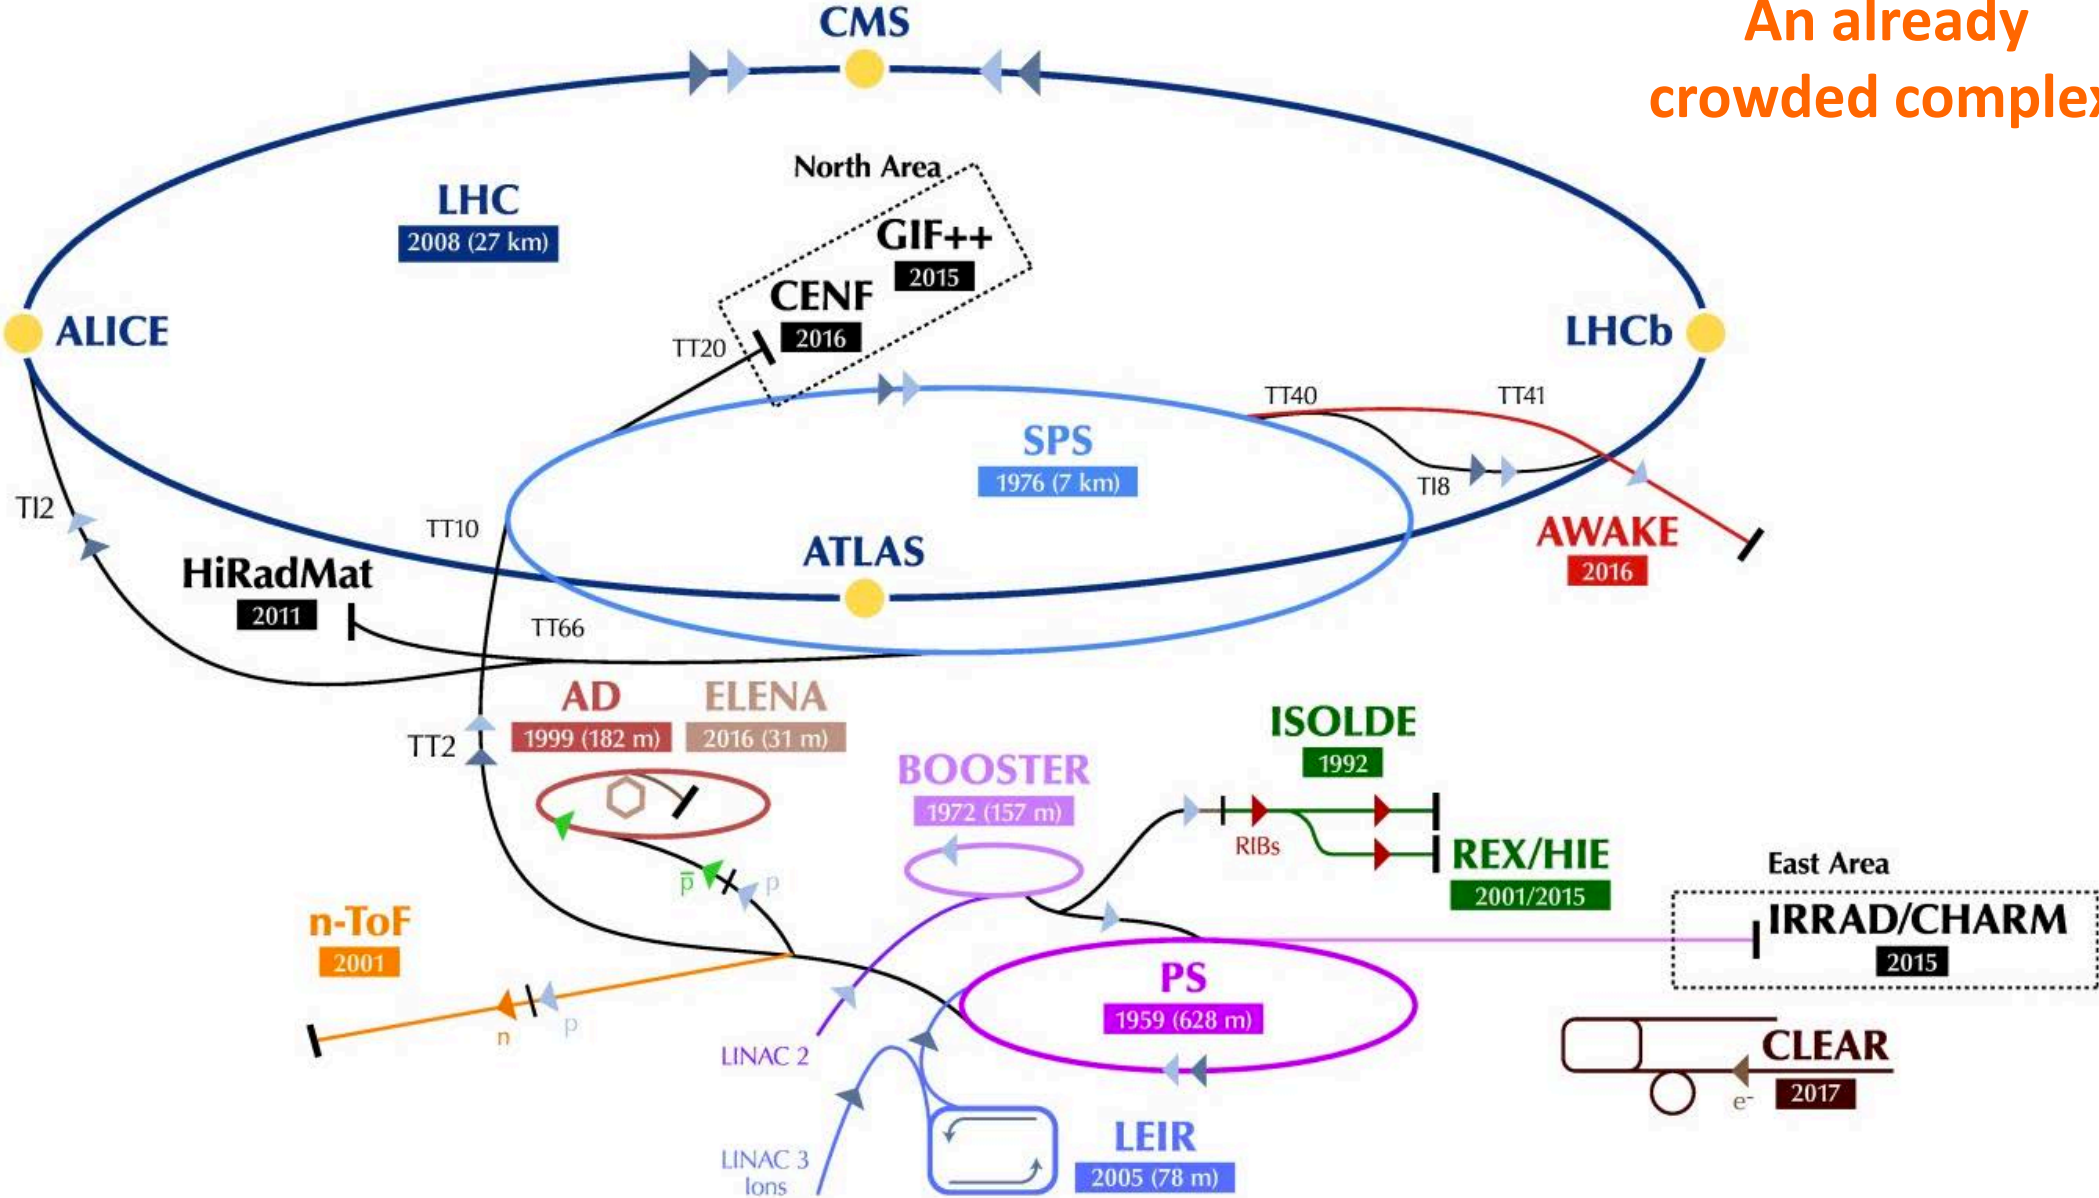 An already
crowded complex
CMS
North Area
LHC
2008 (27 km)
GIF++
2015
CENF
2016
ALICE
LHCb
TT20
TT40
TT41
SPS
1976 (7 km)
TI8
TI2
TT10
AWAKE
2016
ATLAS
HiRadMat
2011
TT66
AD
1999 (182 m)
ELENA
2016 (31 m)
TT2
ISOLDE
1992
BOOSTER
1972 (157 m)
RIBs
REX/HIE
2001/2015
East Area
p̅
p
n-ToF
2001
IRRAD/CHARM
2015
PS
1959 (628 m)
n
p
LINAC 2
CLEAR
2017
e-
LEIR
2005 (78 m)
LINAC 3
Ions